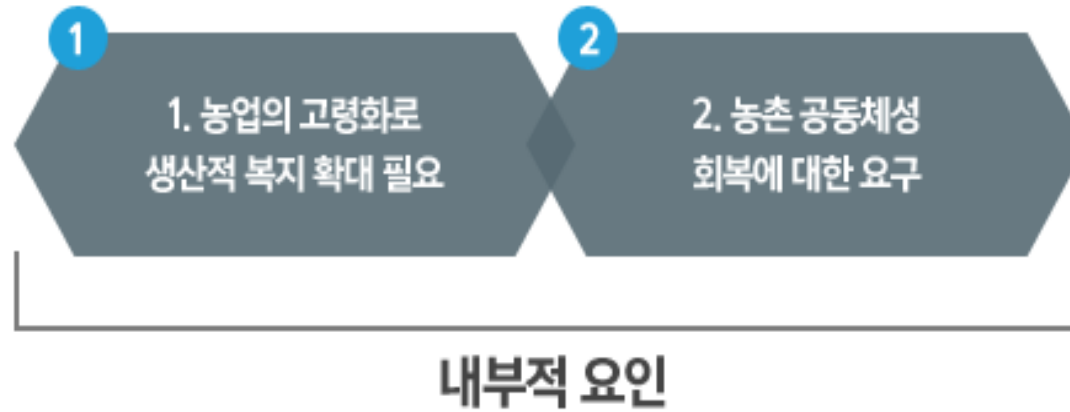 1
2
1. 농업의 고령화로
생산적 복지 확대 필요
2. 농촌 공동체성
회복에 대한 요구
내부적 요인